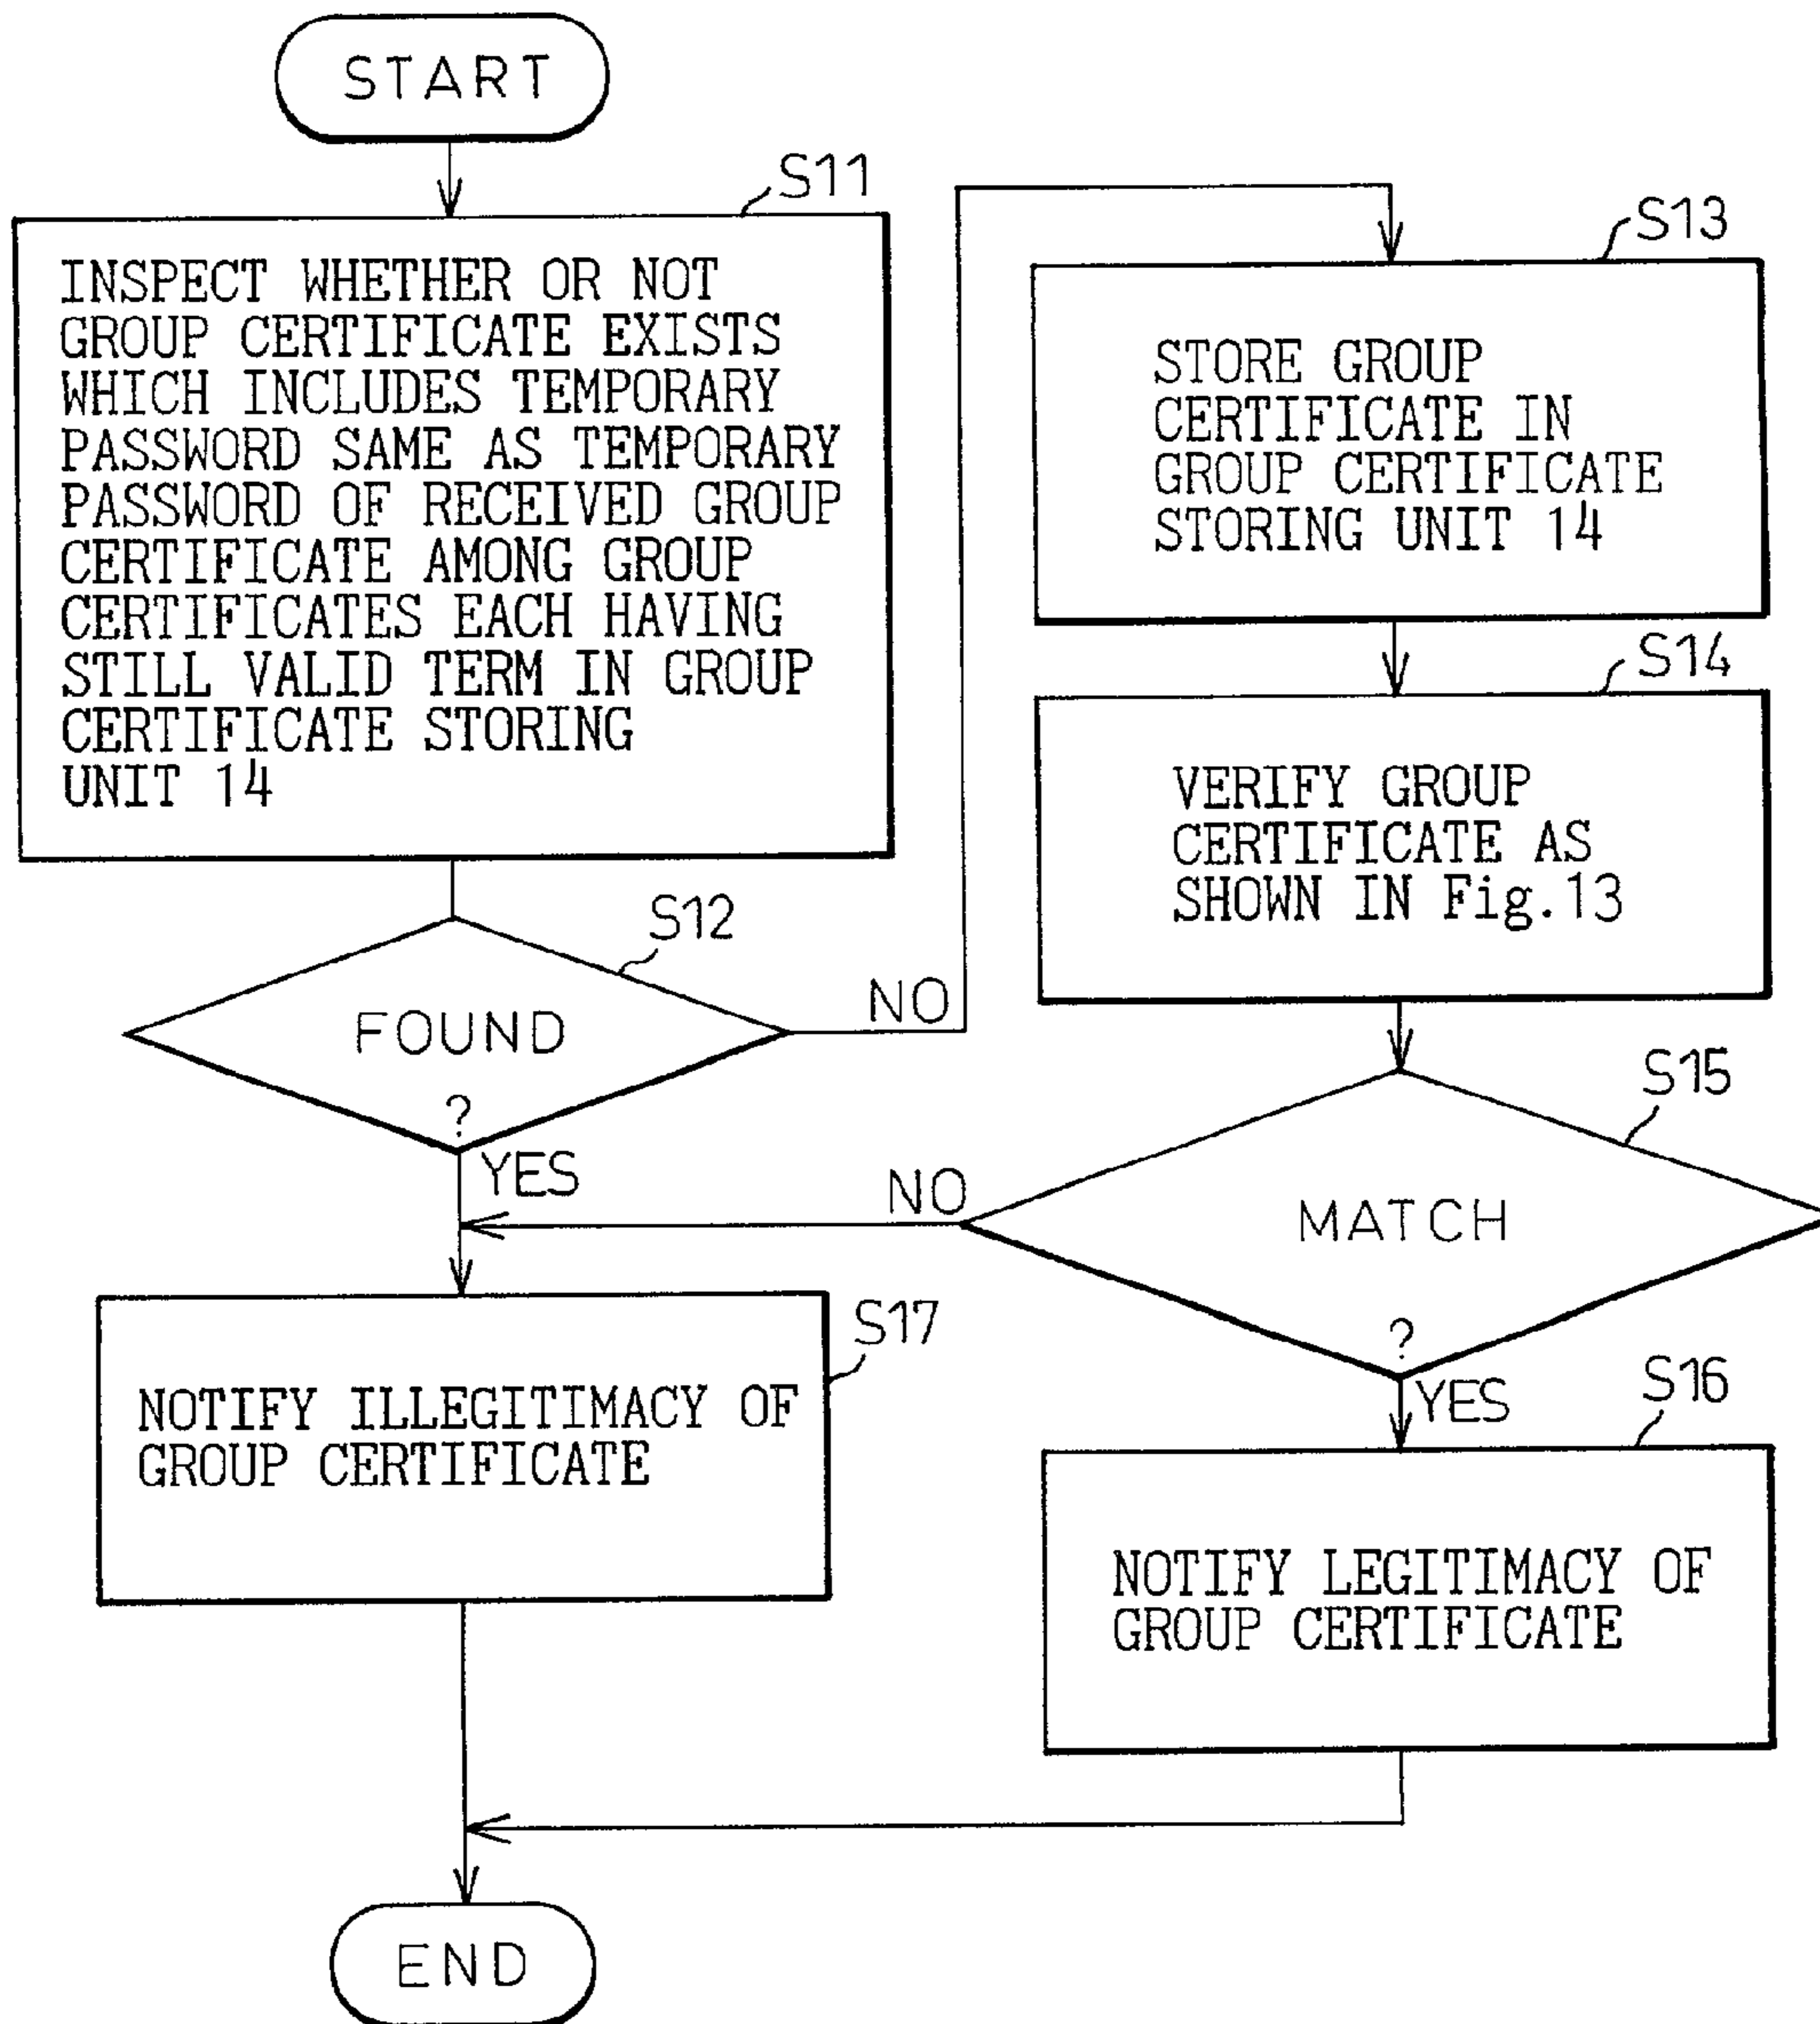 START
S11
INSPECT WHETHER OR NOT
GROUP CERTIFICATE EXISTS
WHICH INCLUDES TEMPORARY
PASSWORD SAME AS TEMPORARY
PASSWORD OF RECEIVED GROUP
CERTIFICATE AMONG GROUP
CERTIFICATES EACH HAVING
STILL VALID TERM IN GROUP
CERTIFICATE STORING
UNIT 14
S12
FOUND
?
NO
YES
S13
STORE GROUP
CERTIFICATE IN
GROUP CERTIFICATE
STORING UNIT 14
S14
VERIFY GROUP
CERTIFICATE AS
SHOWN IN Fig.13
S15
MATCH
?
NO
YES
S16
NOTIFY LEGITIMACY OF
GROUP CERTIFICATE
S17
NOTIFY ILLEGITIMACY OF
GROUP CERTIFICATE
END